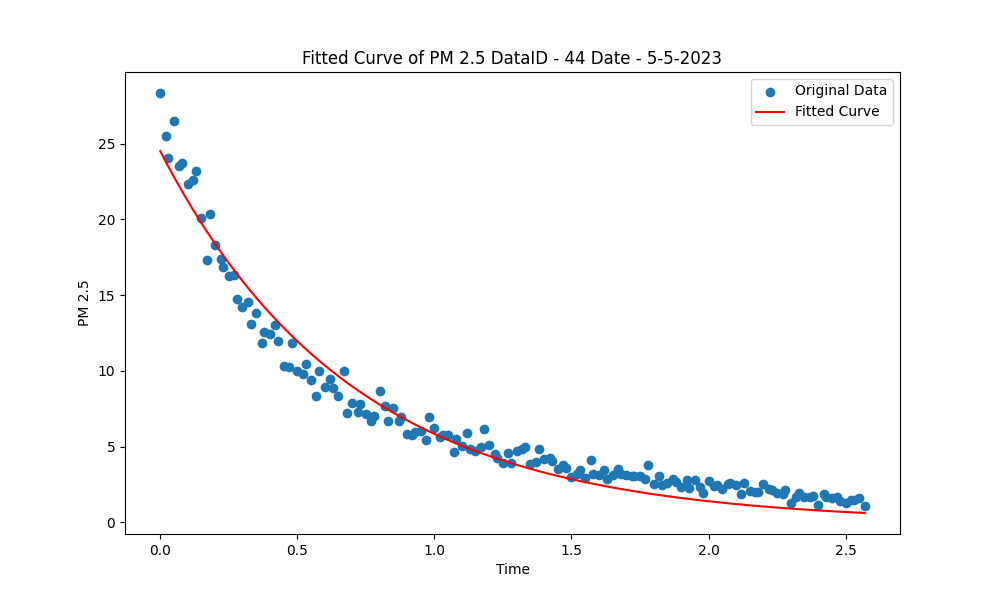 Fitted Curve of PM 2.5 DataID - 44 Date - 5-5-2023
Original Data
Fitted Curve
25
20
15
10
5
0
PM 2.5
0.0 0.5 1.0 1.5 2.0 2.5
Time